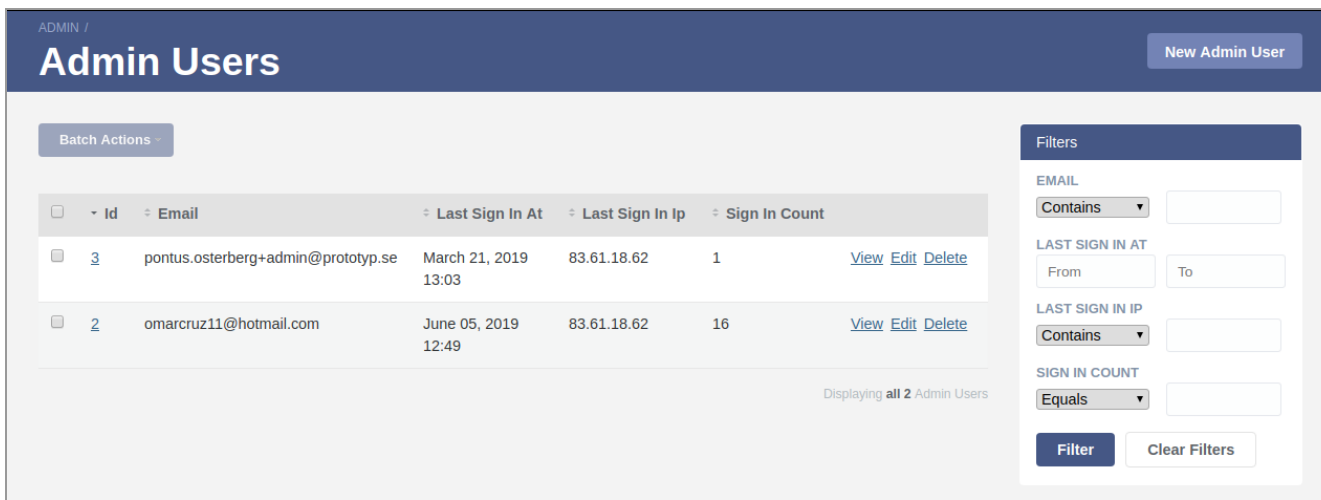 ADMIN /
Admin Users
New Admin User
Batch Actions
Id Email Last Sign In At Last Sign In Ip Sign In Count
3 pontus.osterberg+admin@prototyp.se March 21, 2019 83.61.18.62 1 View Edit Delete
13:03
2 omarcruz11@hotmail.com June 05, 2019 83.61.18.62 16 View Edit Delete
12:49
Displaying all 2 Admin Users
Filters
EMAIL
Contains
LAST SIGN IN AT
From To
LAST SIGN IN IP
Contains
SIGN IN COUNT
Equals
Filter Clear Filters